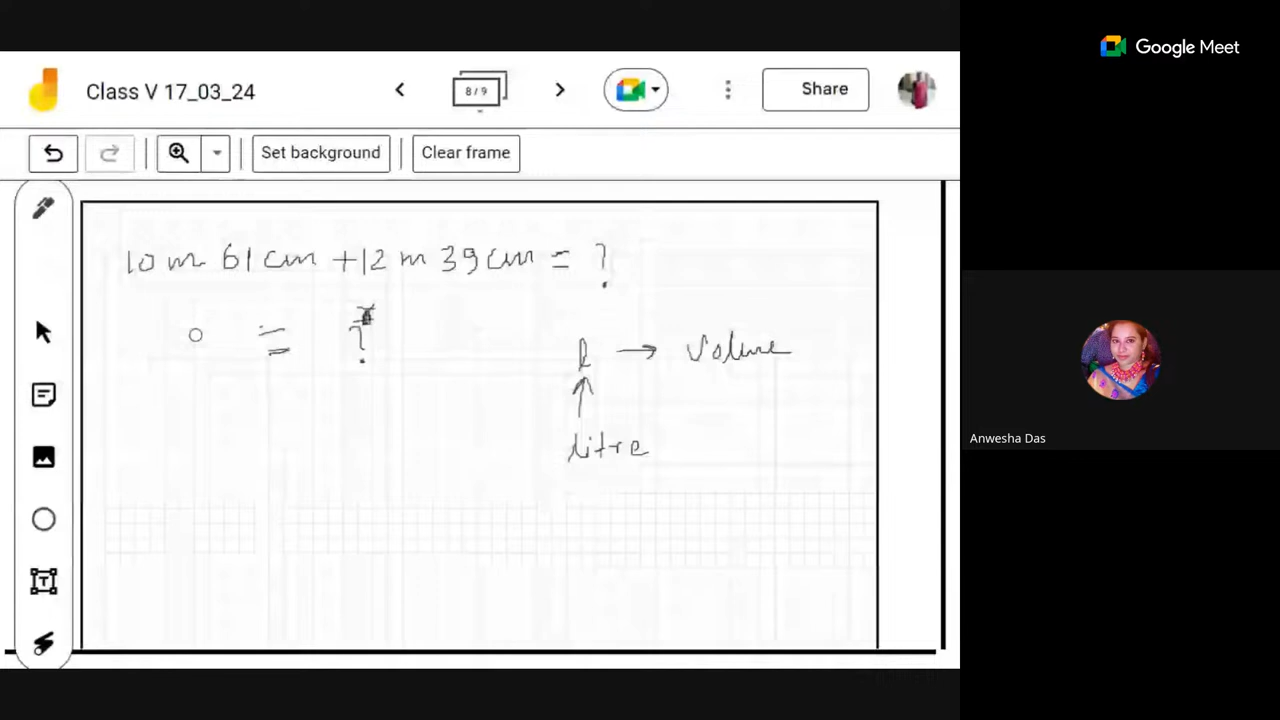 Google Meet
Class V 17_03_24
8/9
Share
Set background
Clear frame
10 m 61 cm + 12 m 39 cm = ?
0 = ?
l → Volume
↑
litre
Anwesha Das